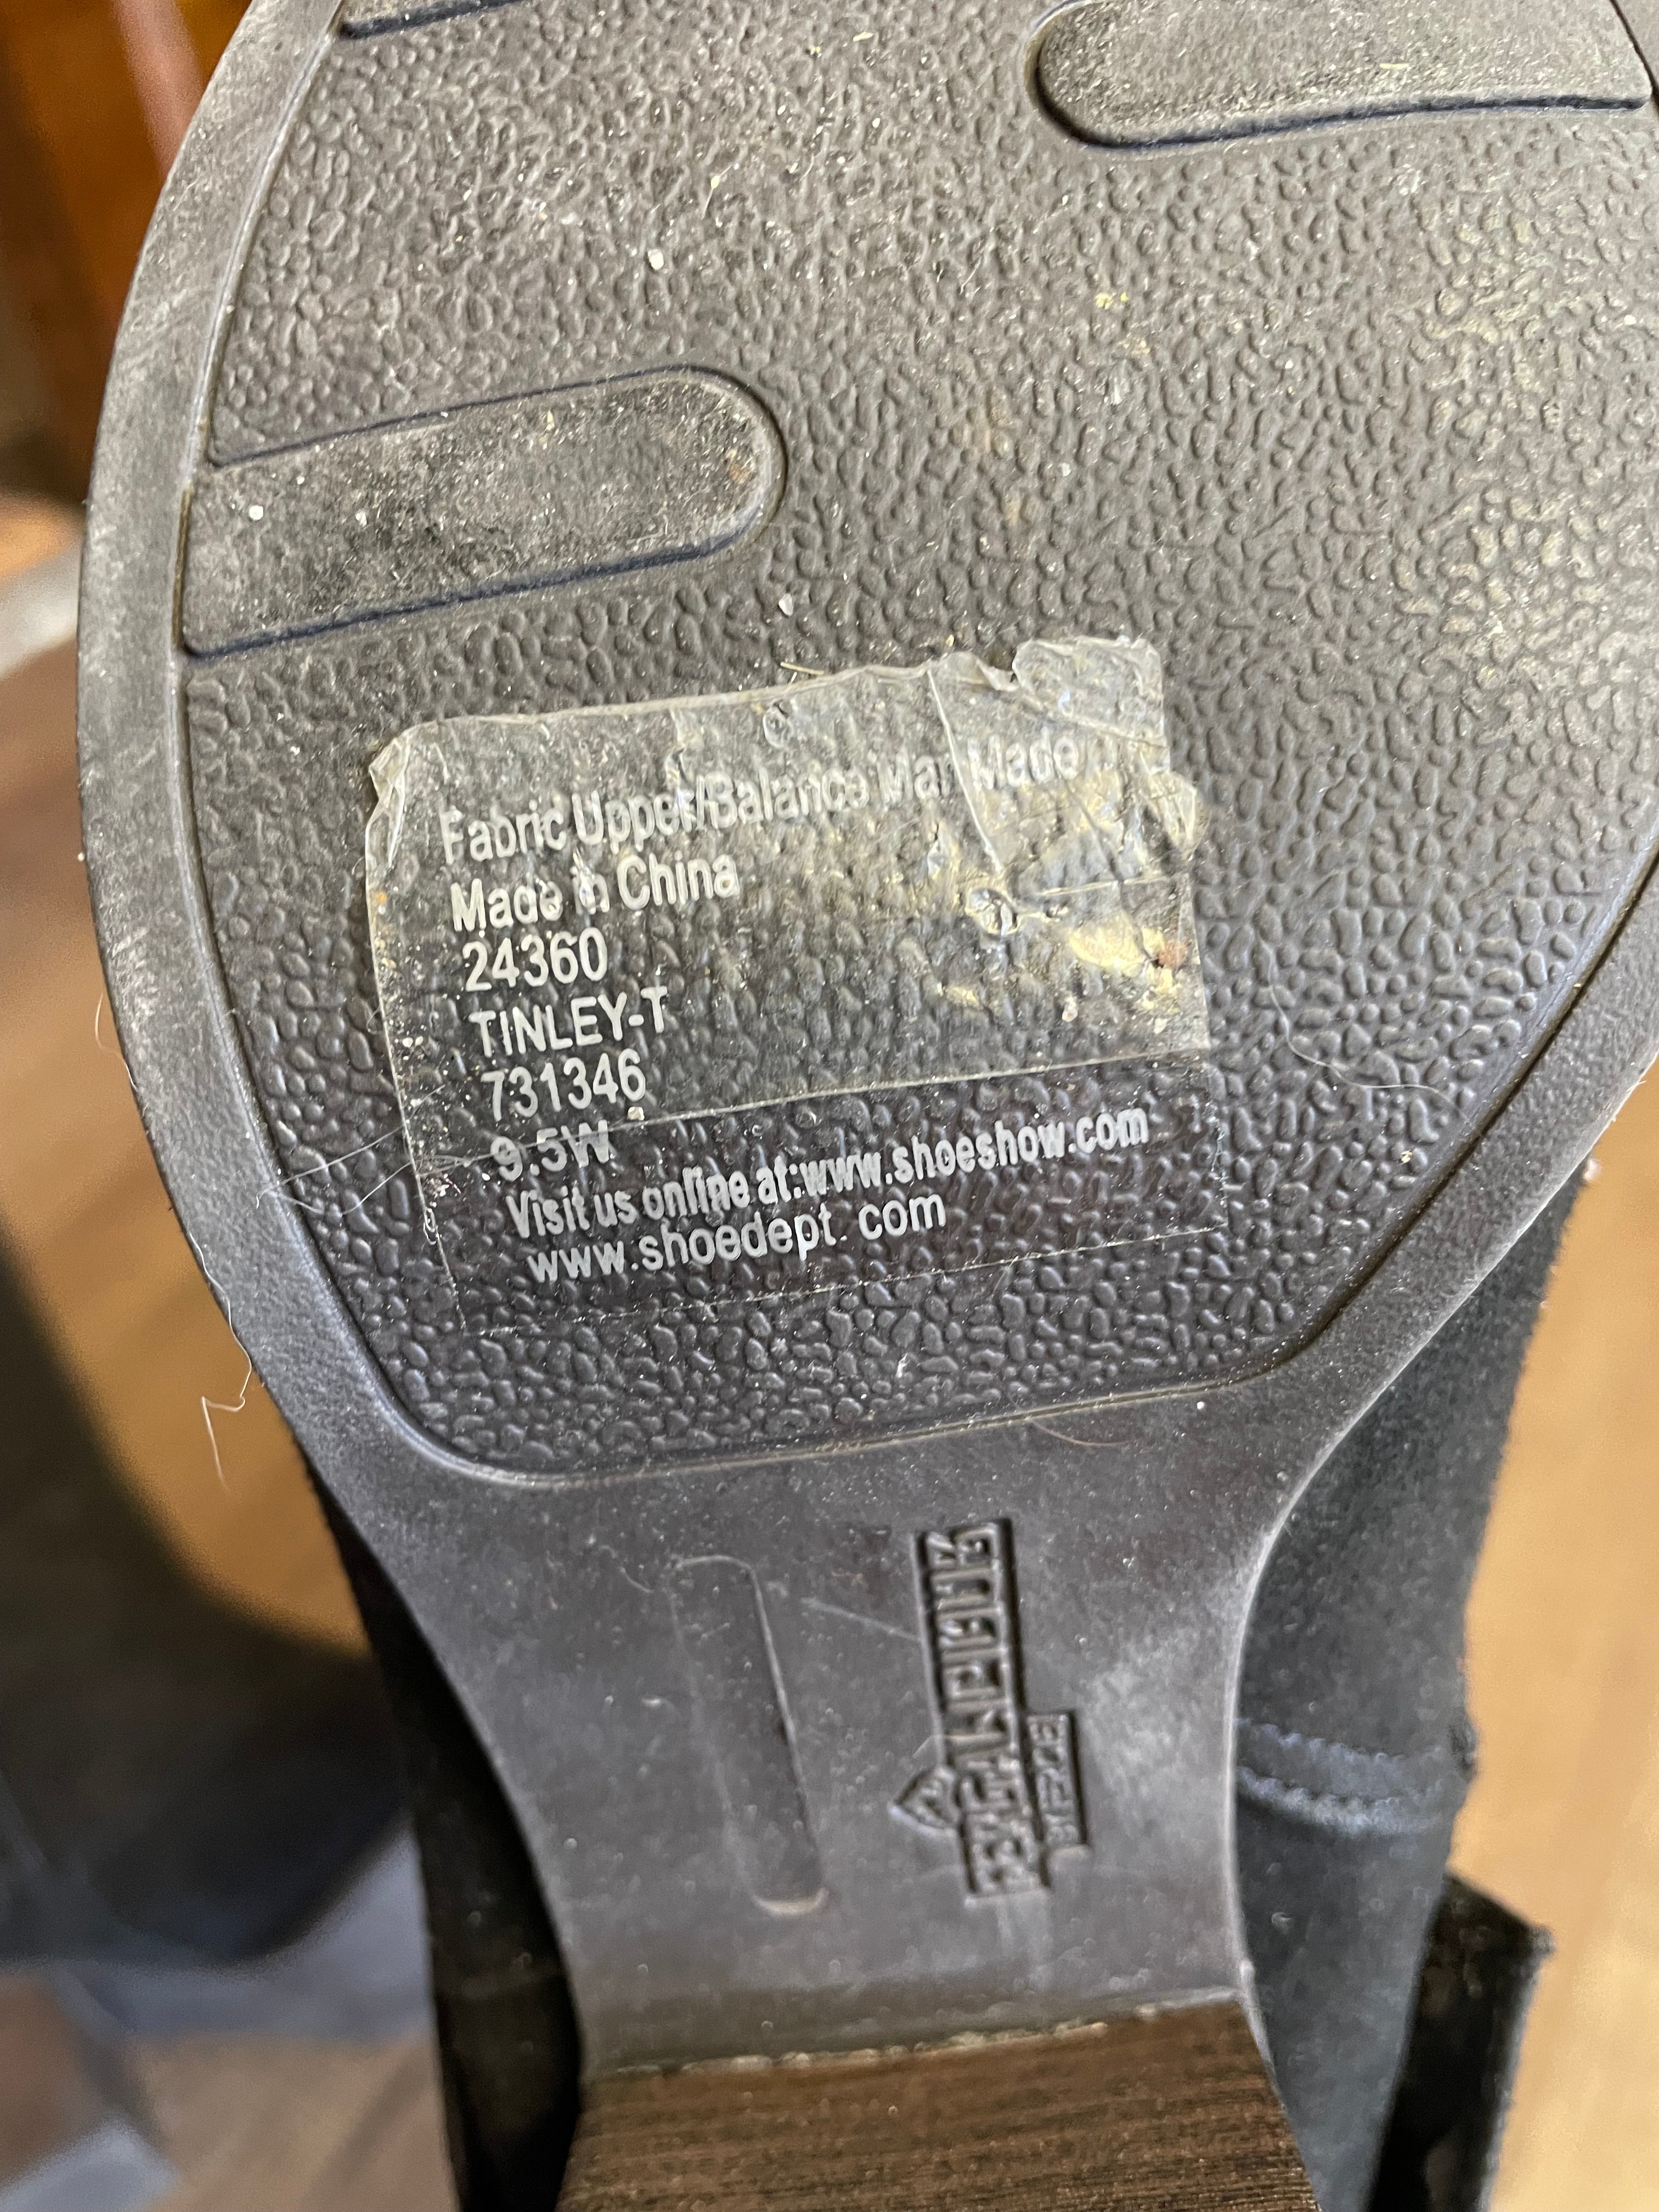 Fabric Upper/Balance Man Made
Made in China
24360
TINLEY-T
731346
9.5W
Visit us online at:www.shoeshow.com
www.shoedept. com